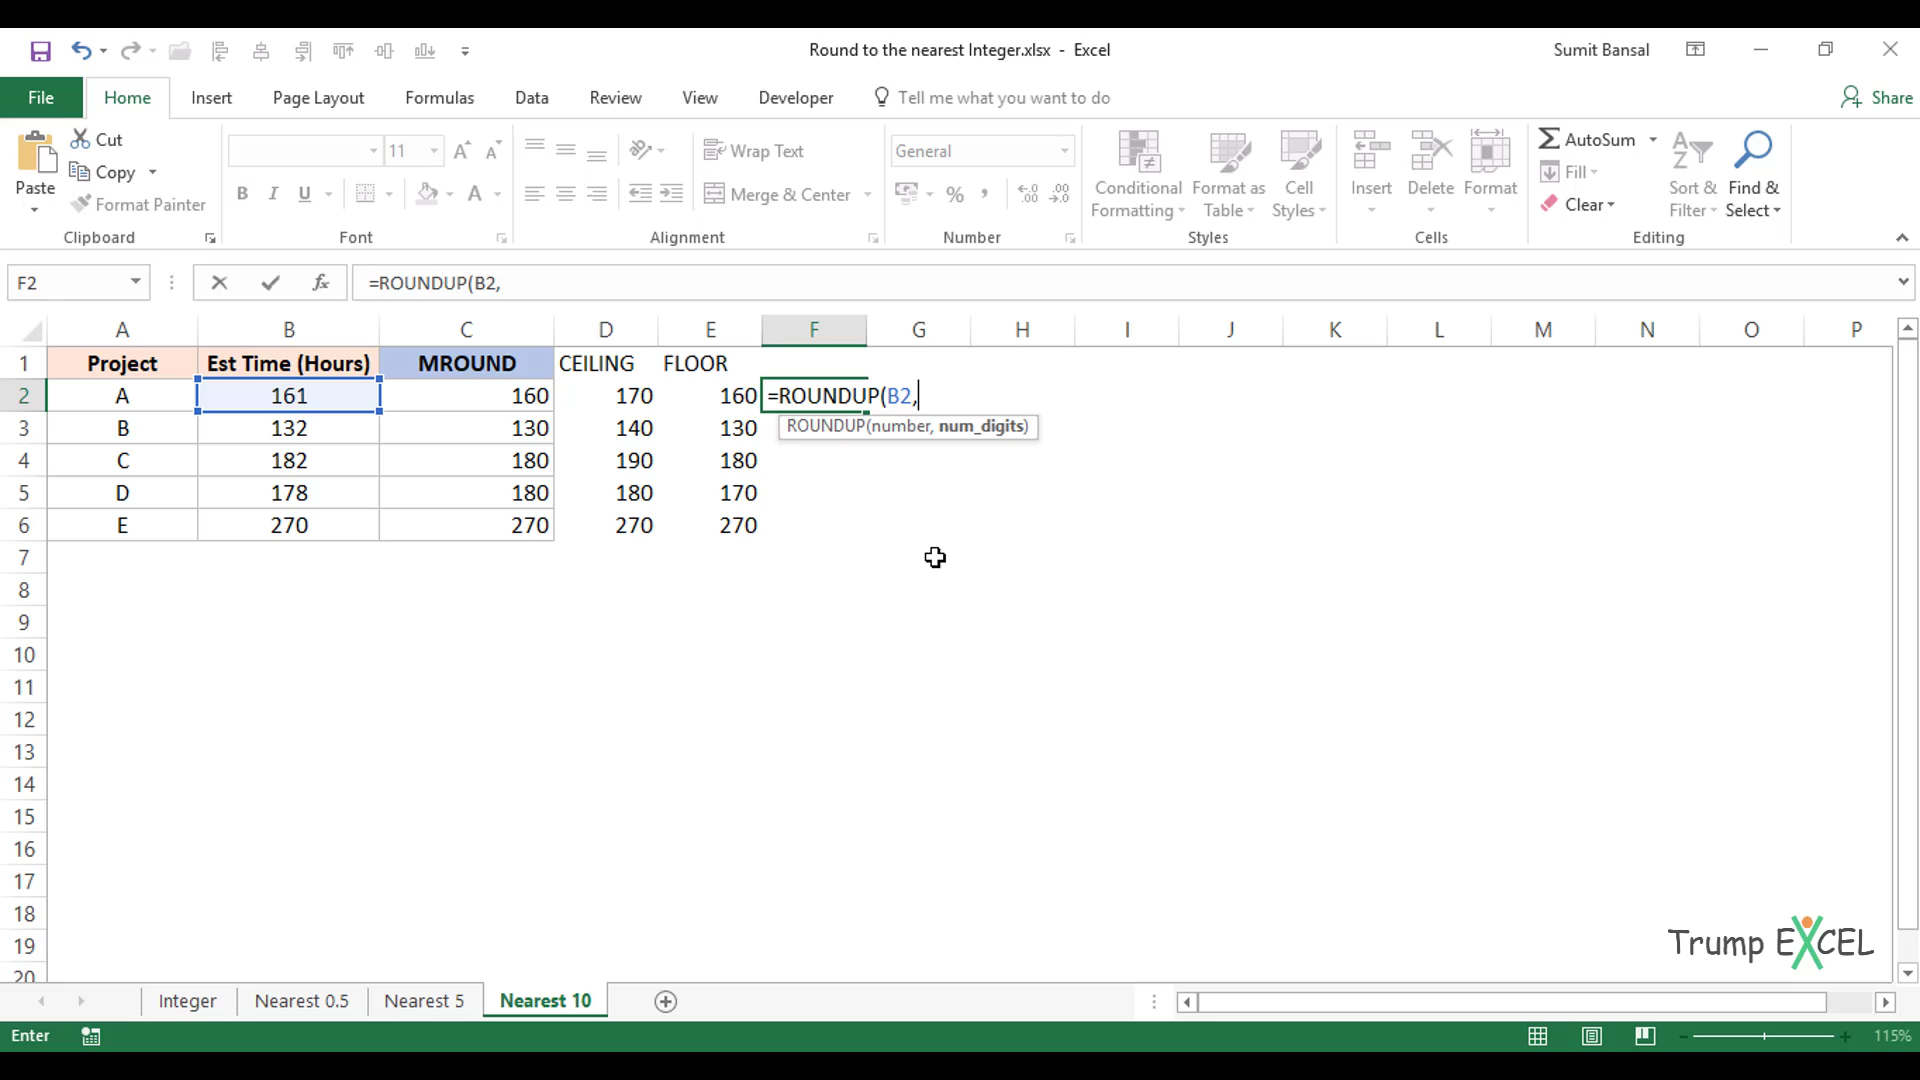 Round to the nearest Integer.xlsx - Excel
Sumit Bansal
File Home Insert Page Layout Formulas Data Review View Developer Tell me what you want to do Share
Paste
Cut
Copy
Format Painter
Clipboard
11
B I U A
Font
Wrap Text
Merge & Center
Alignment
General
% ,
Number
Conditional Formatting
Format as Table
Cell Styles
Styles
Insert Delete Format
Cells
AutoSum
Fill
Clear
Sort & Filter
Find & Select
Editing
F2 fx =ROUNDUP(B2,
A B C D E F G H I J K L M N O P
1 Project Est Time (Hours) MROUND CEILING FLOOR
2 A 161 160 170 160 =ROUNDUP(B2,
ROUNDUP(number, num_digits)
3 B 132 130 140 130
4 C 182 180 190 180
5 D 178 180 180 170
6 E 270 270 270 270
7
8
9
10
11
12
13
14
15
16
17
18
19
20
Trump EXCEL
Integer Nearest 0.5 Nearest 5 Nearest 10
Enter
115%